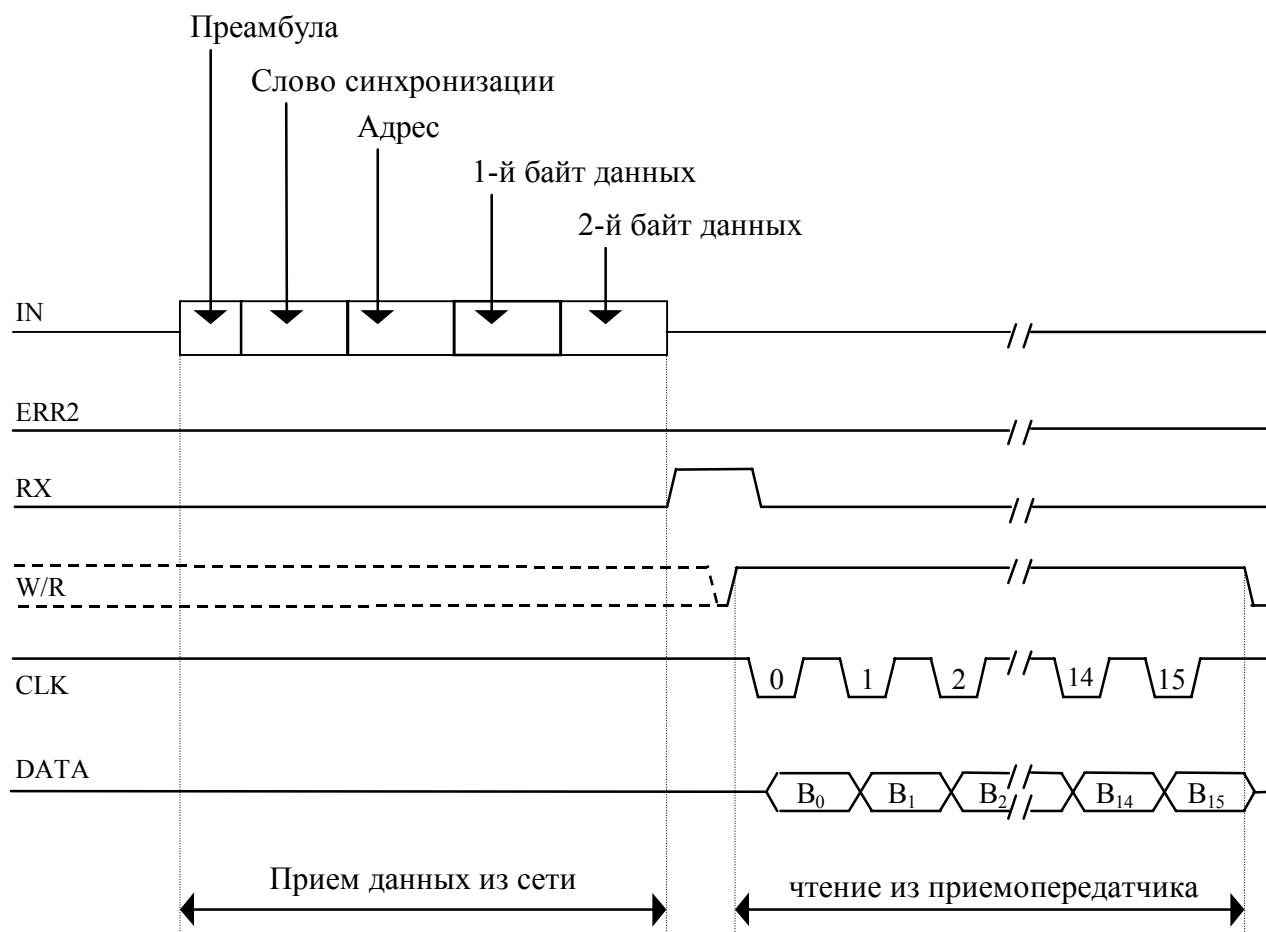 Преамбула
Слово синхронизации
Адрес
1-й байт данных
2-й байт данных
IN
ERR2
RX
W/R
CLK
0 1 2 14 15
DATA
B₀ B₁ B₂ B₁₄ B₁₅
Прием данных из сети
чтение из приемопередатчика